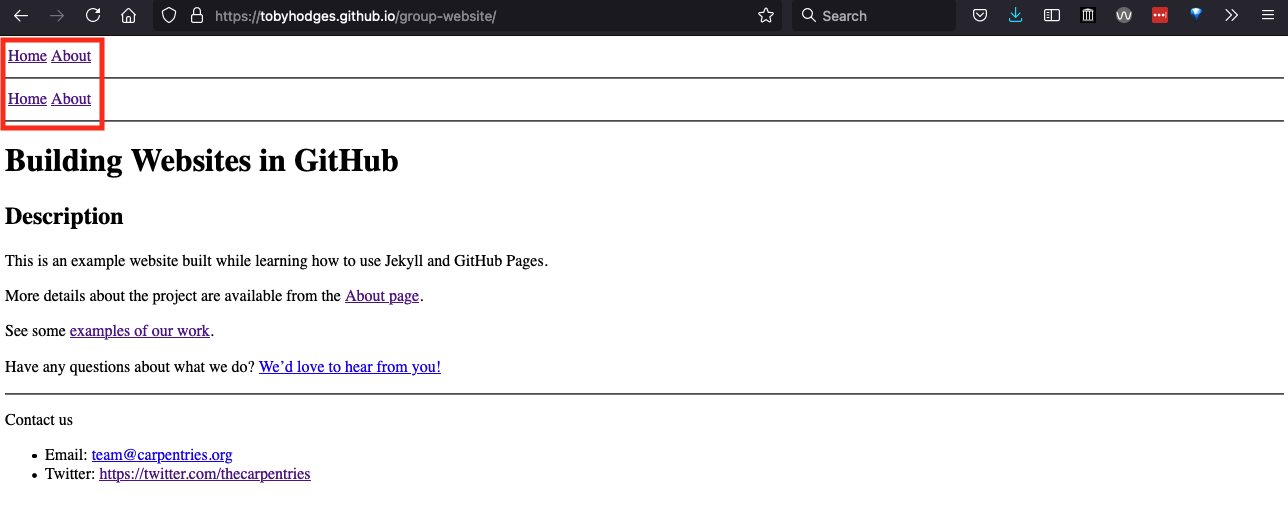 https://tobyhodges.github.io/group-website/ Search
Home About
Home About
Building Websites in GitHub
Description
This is an example website built while learning how to use Jekyll and GitHub Pages.
More details about the project are available from the About page.
See some examples of our work.
Have any questions about what we do? We’d love to hear from you!
Contact us
• Email: team@carpentries.org
• Twitter: https://twitter.com/thecarpentries